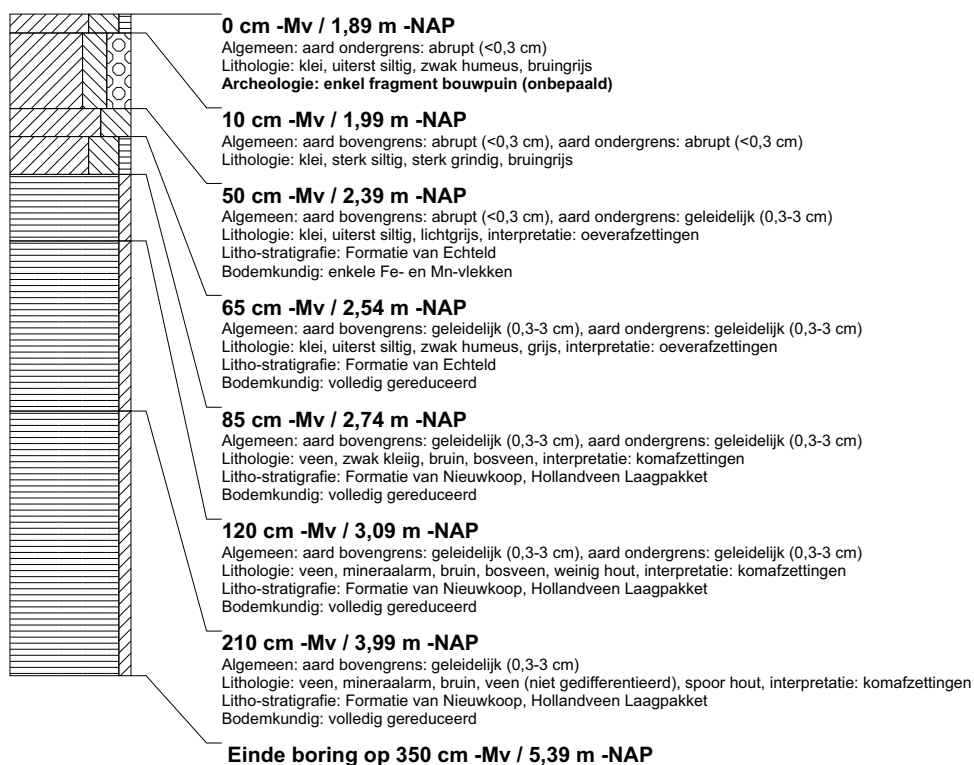 0 cm -Mv / 1,89 m -NAP
Algemeen: aard ondergrens: abrupt (<0,3 cm)
Lithologie: klei, uiterst siltig, zwak humeus, bruingrijs
Archeologie: enkel fragment bouwpuin (onbepaald)
10 cm -Mv / 1,99 m -NAP
Algemeen: aard bovengrens: abrupt (<0,3 cm), aard ondergrens: abrupt (<0,3 cm)
Lithologie: klei, sterk siltig, sterk grindig, bruingrijs
50 cm -Mv / 2,39 m -NAP
Algemeen: aard bovengrens: abrupt (<0,3 cm), aard ondergrens: geleidelijk (0,3-3 cm)
Lithologie: klei, uiterst siltig, lichtgrijs, interpretatie: oeverafzettingen
Litho-stratigrafie: Formatie van Echteld
Bodemkundig: enkele Fe- en Mn-vlekken
65 cm -Mv / 2,54 m -NAP
Algemeen: aard bovengrens: geleidelijk (0,3-3 cm), aard ondergrens: geleidelijk (0,3-3 cm)
Lithologie: klei, uiterst siltig, zwak humeus, grijs, interpretatie: oeverafzettingen
Litho-stratigrafie: Formatie van Echteld
Bodemkundig: volledig gereduceerd
85 cm -Mv / 2,74 m -NAP
Algemeen: aard bovengrens: geleidelijk (0,3-3 cm), aard ondergrens: geleidelijk (0,3-3 cm)
Lithologie: veen, zwak kleiig, bruin, bosveen, interpretatie: komafzettingen
Litho-stratigrafie: Formatie van Nieuwkoop, Hollandveen Laagpakket
Bodemkundig: volledig gereduceerd
120 cm -Mv / 3,09 m -NAP
Algemeen: aard bovengrens: geleidelijk (0,3-3 cm), aard ondergrens: geleidelijk (0,3-3 cm)
Lithologie: veen, mineraalarm, bruin, bosveen, weinig hout, interpretatie: komafzettingen
Litho-stratigrafie: Formatie van Nieuwkoop, Hollandveen Laagpakket
Bodemkundig: volledig gereduceerd
210 cm -Mv / 3,99 m -NAP
Algemeen: aard bovengrens: geleidelijk (0,3-3 cm)
Lithologie: veen, mineraalarm, bruin, veen (niet gedifferentieerd), spoor hout, interpretatie: komafzettingen
Litho-stratigrafie: Formatie van Nieuwkoop, Hollandveen Laagpakket
Bodemkundig: volledig gereduceerd
Einde boring op 350 cm -Mv / 5,39 m -NAP